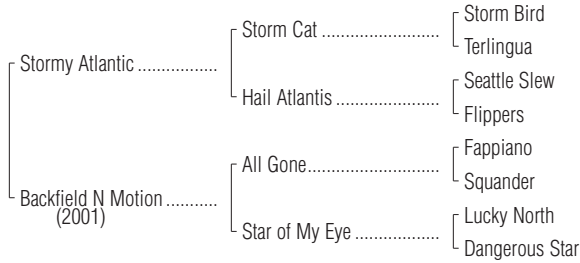 Storm Bird
Storm Cat ......................
Terlingua
Stormy Atlantic ...............
Seattle Slew
Hail Atlantis ...................
Flippers
Fappiano
All Gone.........................
Squander
Backfield N Motion ..........
(2001)
Lucky North
Star of My Eye ................
Dangerous Star